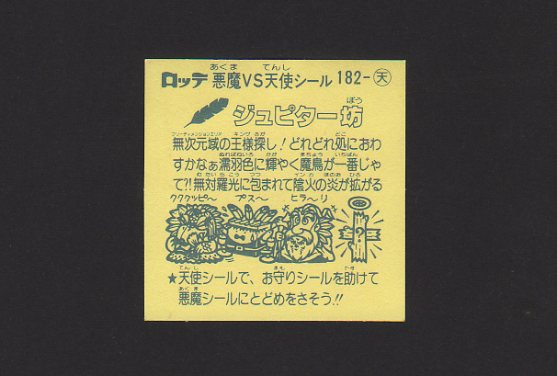 ロッテ 悪魔VS天使シール 182-天
ジュピター坊
無次元域の王様探し!どれどれ処におわ
すかなぁ濡羽色に輝やく魔鳥が一番じゃ
て?!無対羅光に包まれて陰火の炎が拡がる
ククックッピ〜 プス〜 ヒラ〜リ
★天使シールで、お守りシールを助けて
悪魔シールにとどめをさそう!!